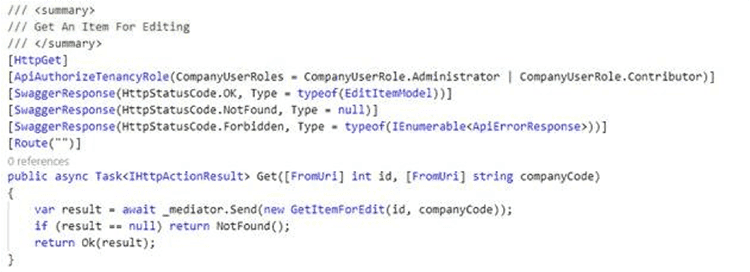 /// <summary>
/// Get An Item For Editing
/// </summary>
[HttpGet]
[ApiAuthorizeTenancyRole(CompanyUserRoles = CompanyUserRole.Administrator | CompanyUserRole.Contributor)]
[SwaggerResponse(HttpStatusCode.OK, Type = typeof(EditItemModel))]
[SwaggerResponse(HttpStatusCode.NotFound, Type = null)]
[SwaggerResponse(HttpStatusCode.Forbidden, Type = typeof(IEnumerable<ApiErrorResponse>))]
[Route("")]
0 references
public async Task<IHttpActionResult> Get([FromUri] int id, [FromUri] string companyCode)
{
    var result = await _mediator.Send(new GetItemForEdit(id, companyCode));
    if (result == null) return NotFound();
    return Ok(result);
}